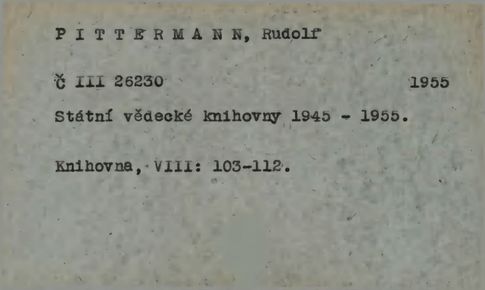 P I T T E R M A N N, Rudolf
Č III 26230 1955
Státní vědecké knihovny 1945 - 1955.
Knihovna, VIII: 103-112.